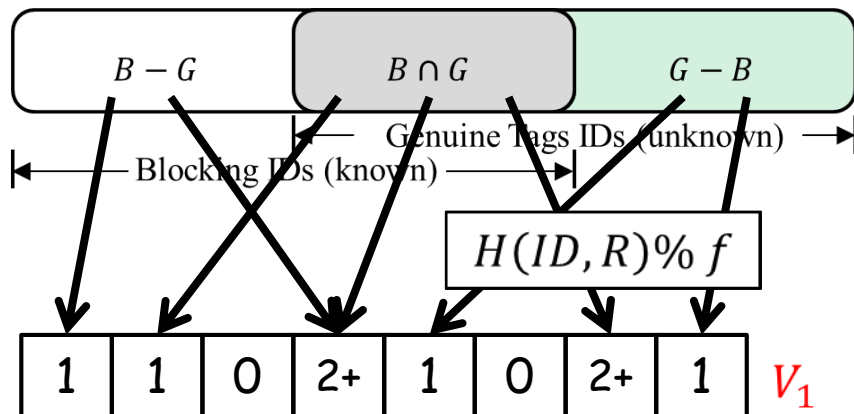 B − G B ∩ G G − B
Genuine Tags IDs (unknown)
Blocking IDs (known)
H(ID, R)% f
1 1 0 2+ 1 0 2+ 1 V₁